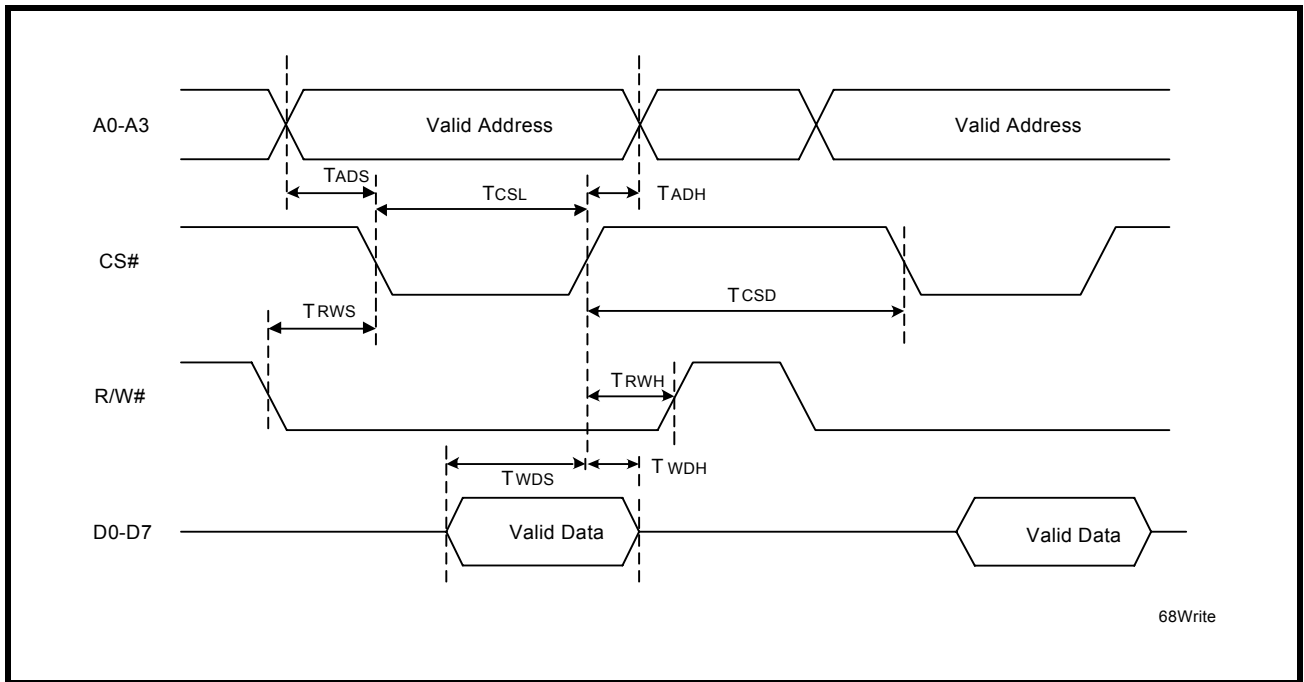 A0-A3
Valid Address
Valid Address
TADS
TCSL
TADH
CS#
TCSD
TRWS
R/W#
TRWH
TWDS
TWDH
D0-D7
Valid Data
Valid Data
68Write